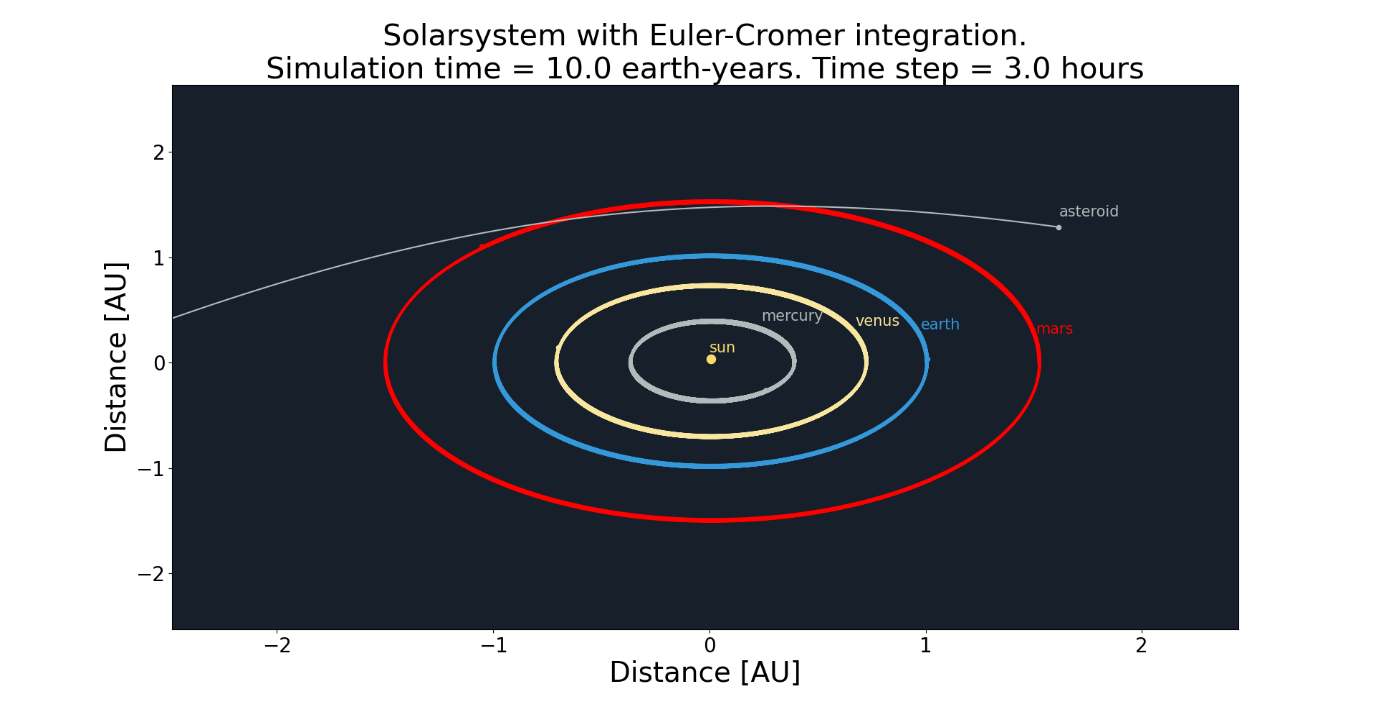 Solarsystem with Euler-Cromer integration.
Simulation time = 10.0 earth-years. Time step = 3.0 hours
2
asteroid
1
mercury
venus
earth
mars
sun
0
−1
−2
Distance [AU]
−2
−1
0
1
2
Distance [AU]